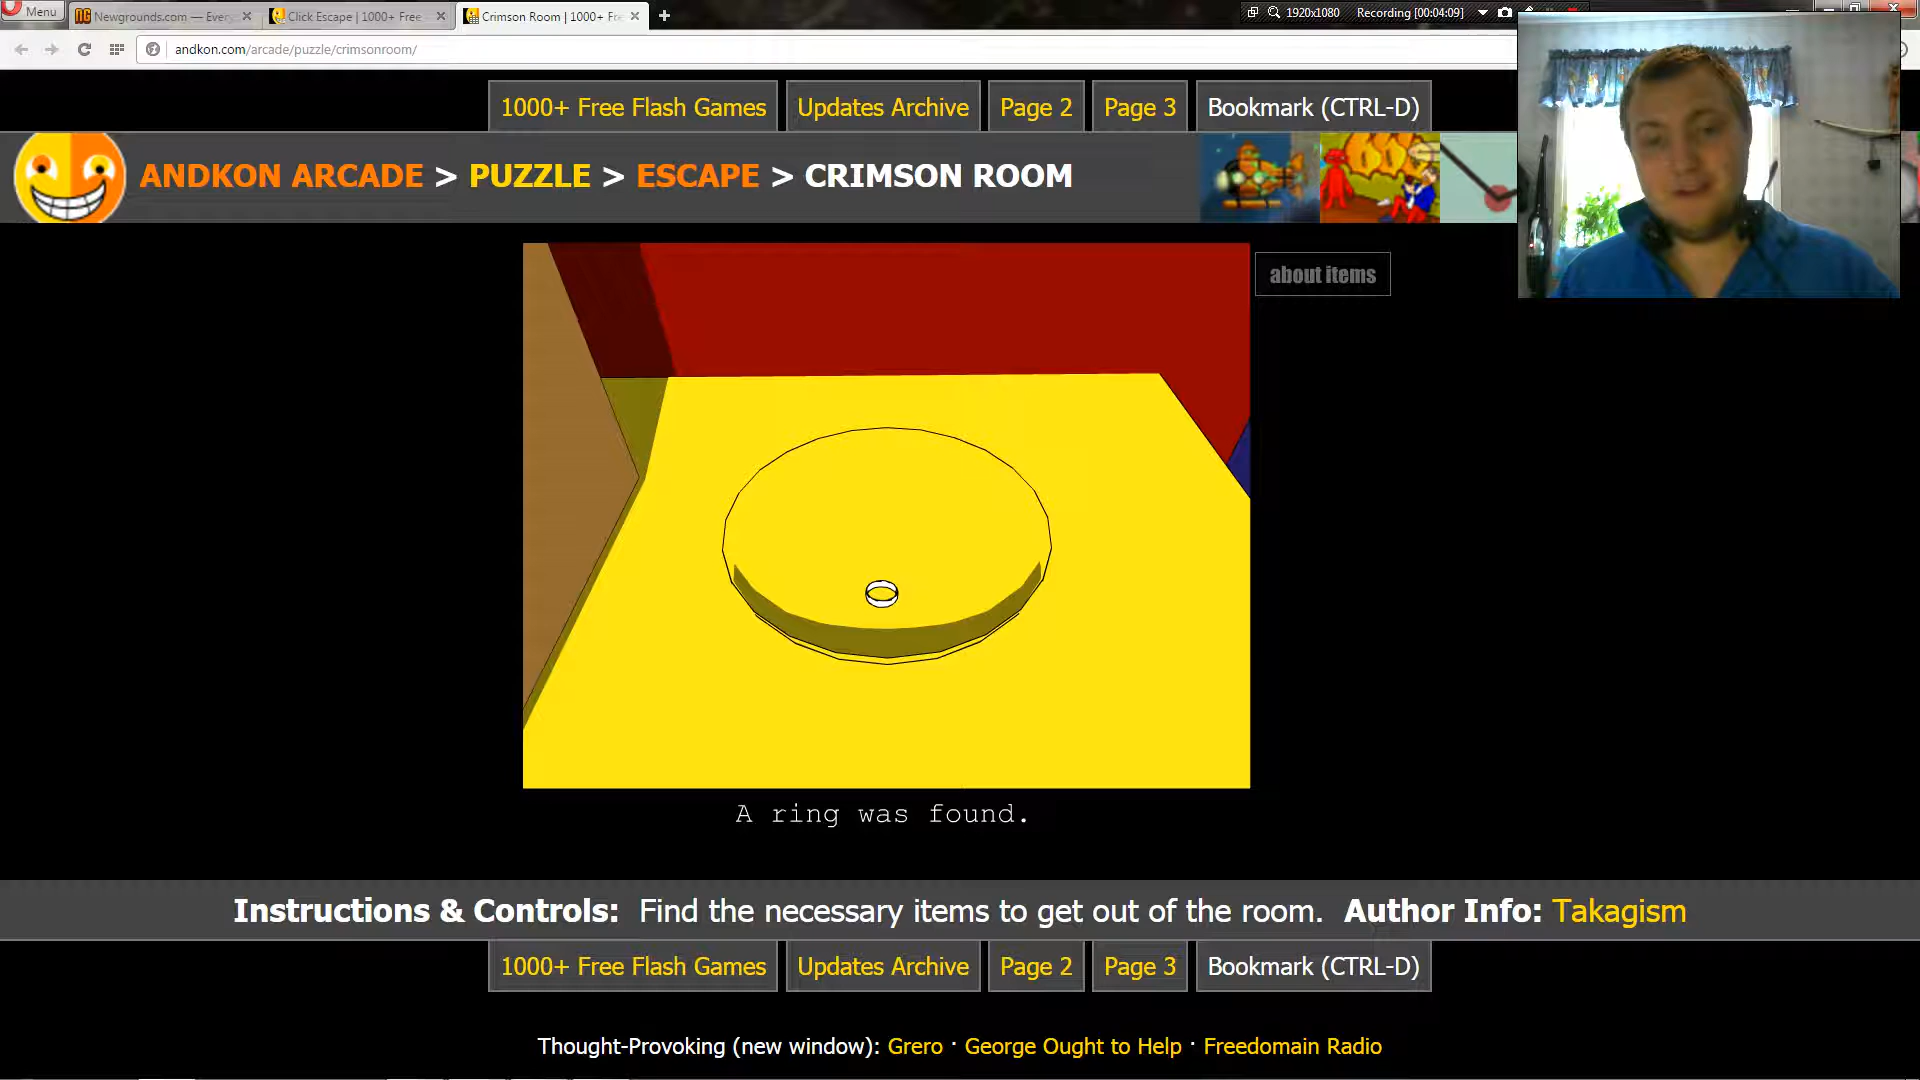 Menu
Newgrounds.com — Every
Click Escape | 1000+ Free
Crimson Room | 1000+ Fre
1920x1080
Recording [00:04:09]
andkon.com/arcade/puzzle/crimsonroom/
1000+ Free Flash Games
Updates Archive
Page 2
Page 3
Bookmark (CTRL-D)
ANDKON ARCADE > PUZZLE > ESCAPE > CRIMSON ROOM
about items
A ring was found.
Instructions & Controls: Find the necessary items to get out of the room. Author Info: Takagism
1000+ Free Flash Games
Updates Archive
Page 2
Page 3
Bookmark (CTRL-D)
Thought-Provoking (new window): Grero · George Ought to Help · Freedomain Radio